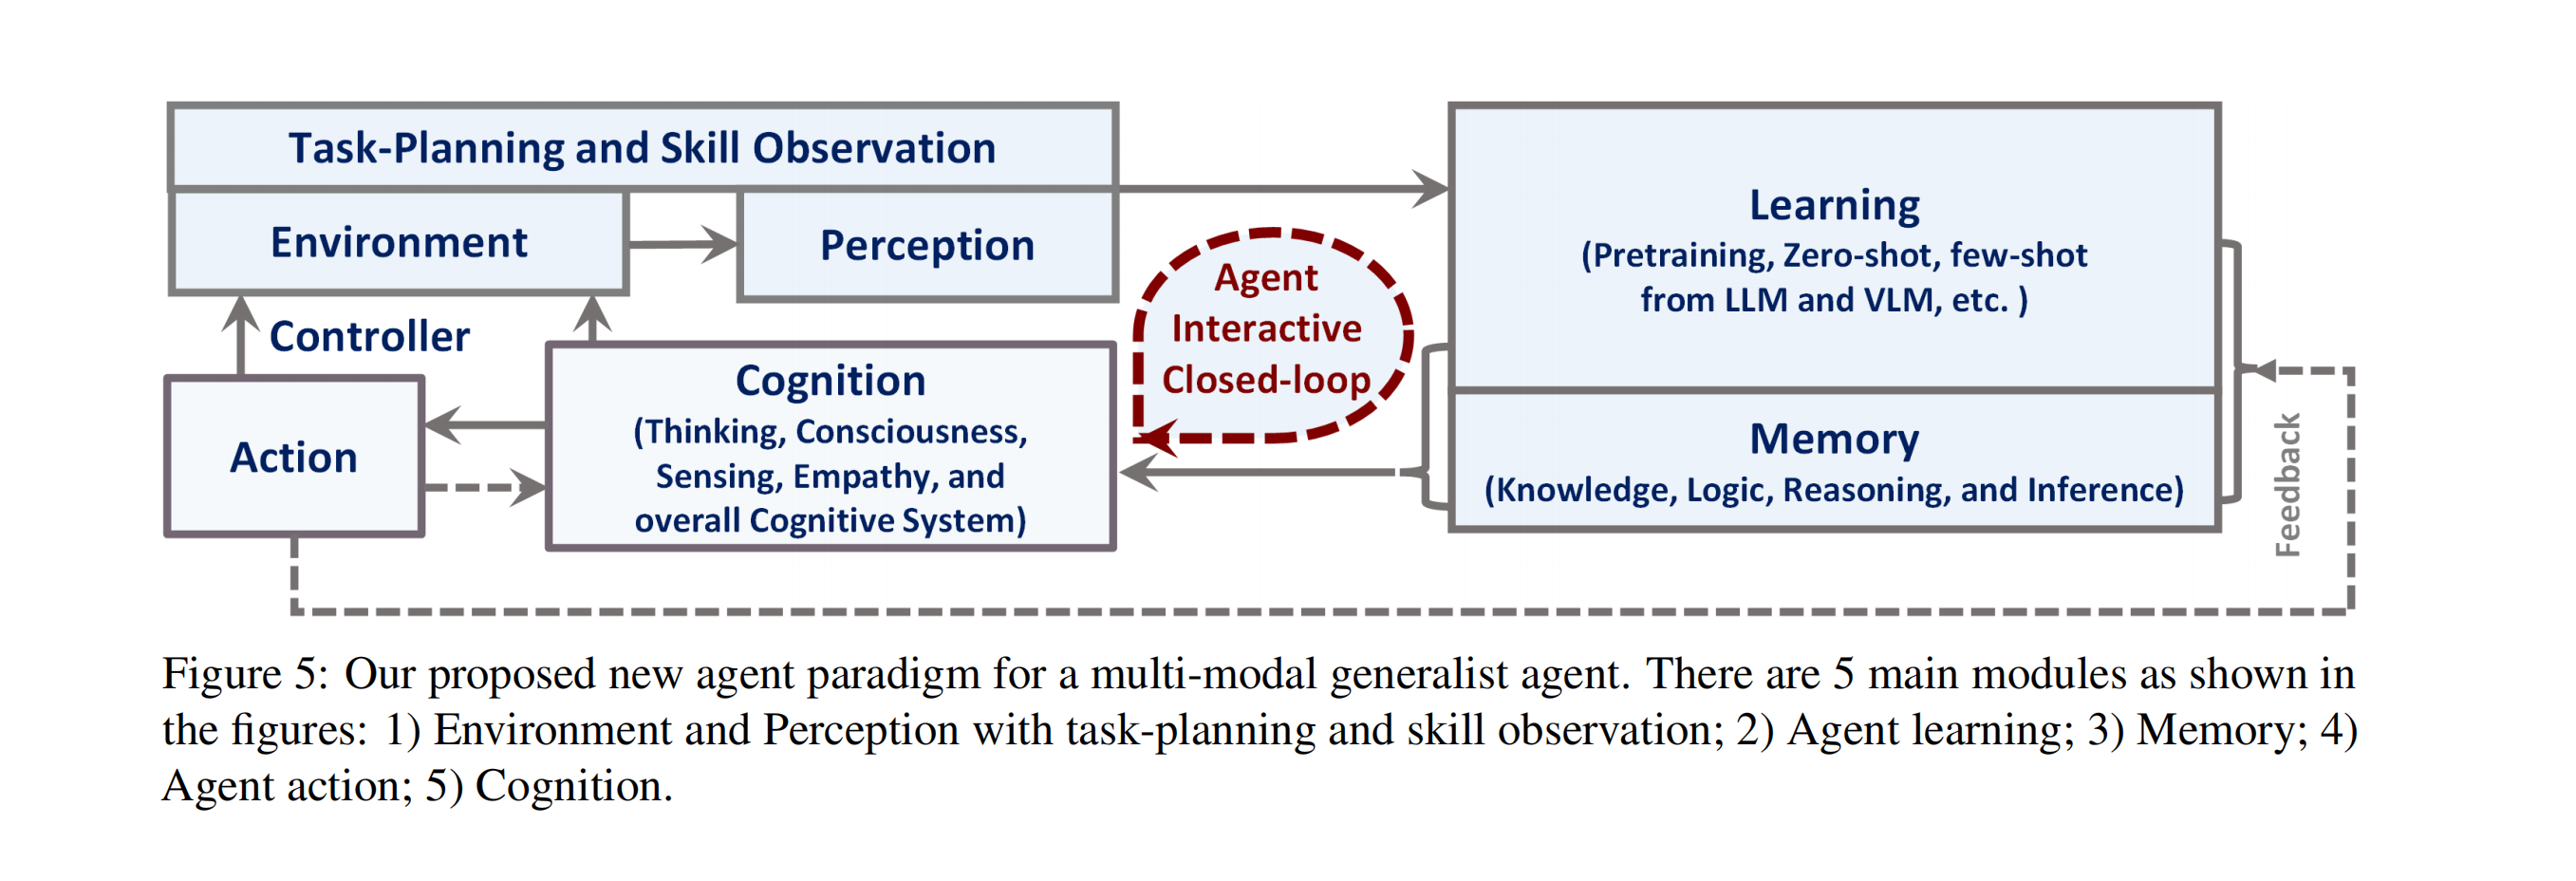 Task-Planning and Skill Observation
Environment
Perception
Controller
Action
Cognition
(Thinking, Consciousness,
Sensing, Empathy, and
overall Cognitive System)
Agent
Interactive
Closed-loop
Learning
(Pretraining, Zero-shot, few-shot
from LLM and VLM, etc. )
Memory
(Knowledge, Logic, Reasoning, and Inference)
Feedback
Figure 5: Our proposed new agent paradigm for a multi-modal generalist agent. There are 5 main modules as shown in
the figures: 1) Environment and Perception with task-planning and skill observation; 2) Agent learning; 3) Memory; 4)
Agent action; 5) Cognition.